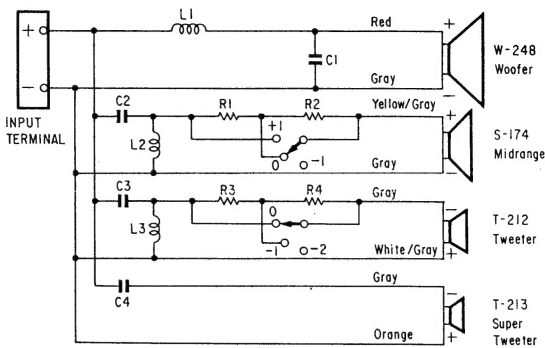 L1
Red
+
+
W-248
Woofer
C1
−
Gray
−
INPUT
TERMINAL
C2
R1
R2
Yellow/Gray
+
+1
S-174
Midrange
L2
0
-1
Gray
−
C3
R3
R4
Gray
−
0
T-212
Tweeter
L3
-1
-2
White/Gray
+
C4
Gray
−
T-213
Super
Tweeter
Orange
+